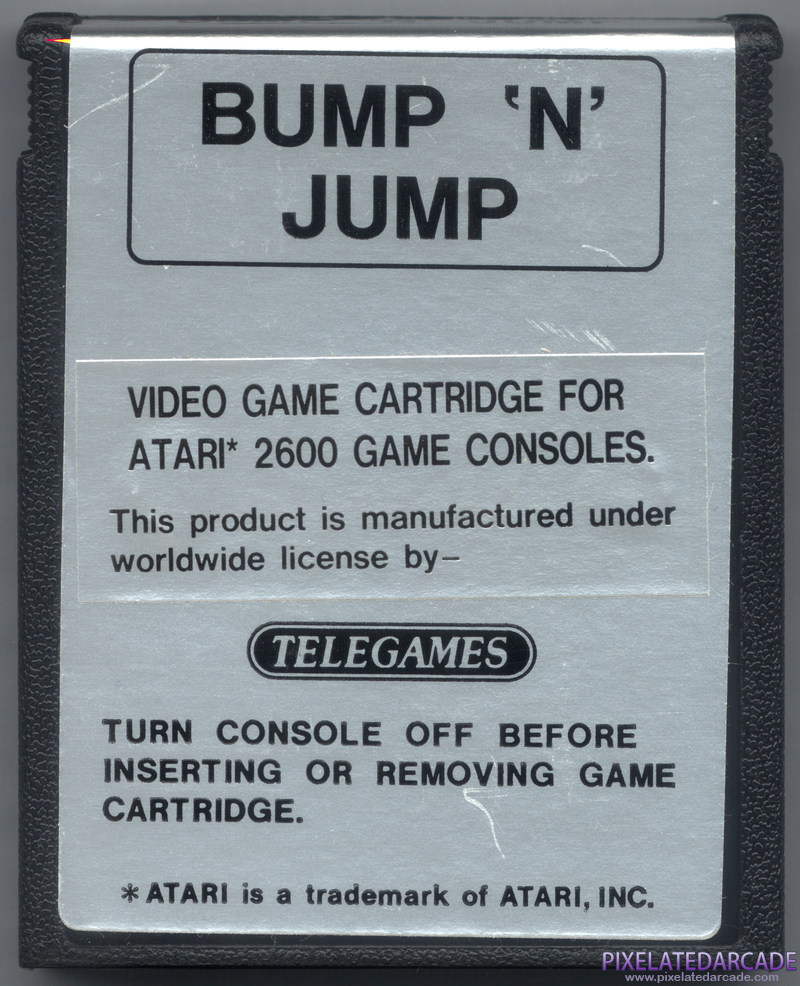 BUMP 'N'
JUMP
VIDEO GAME CARTRIDGE FOR
ATARI* 2600 GAME CONSOLES.
This product is manufactured under
worldwide license by–
TELEGAMES
TURN CONSOLE OFF BEFORE
INSERTING OR REMOVING GAME
CARTRIDGE.
*ATARI is a trademark of ATARI, INC.
PIXELATEDARCADE
www.pixelatedarcade.com